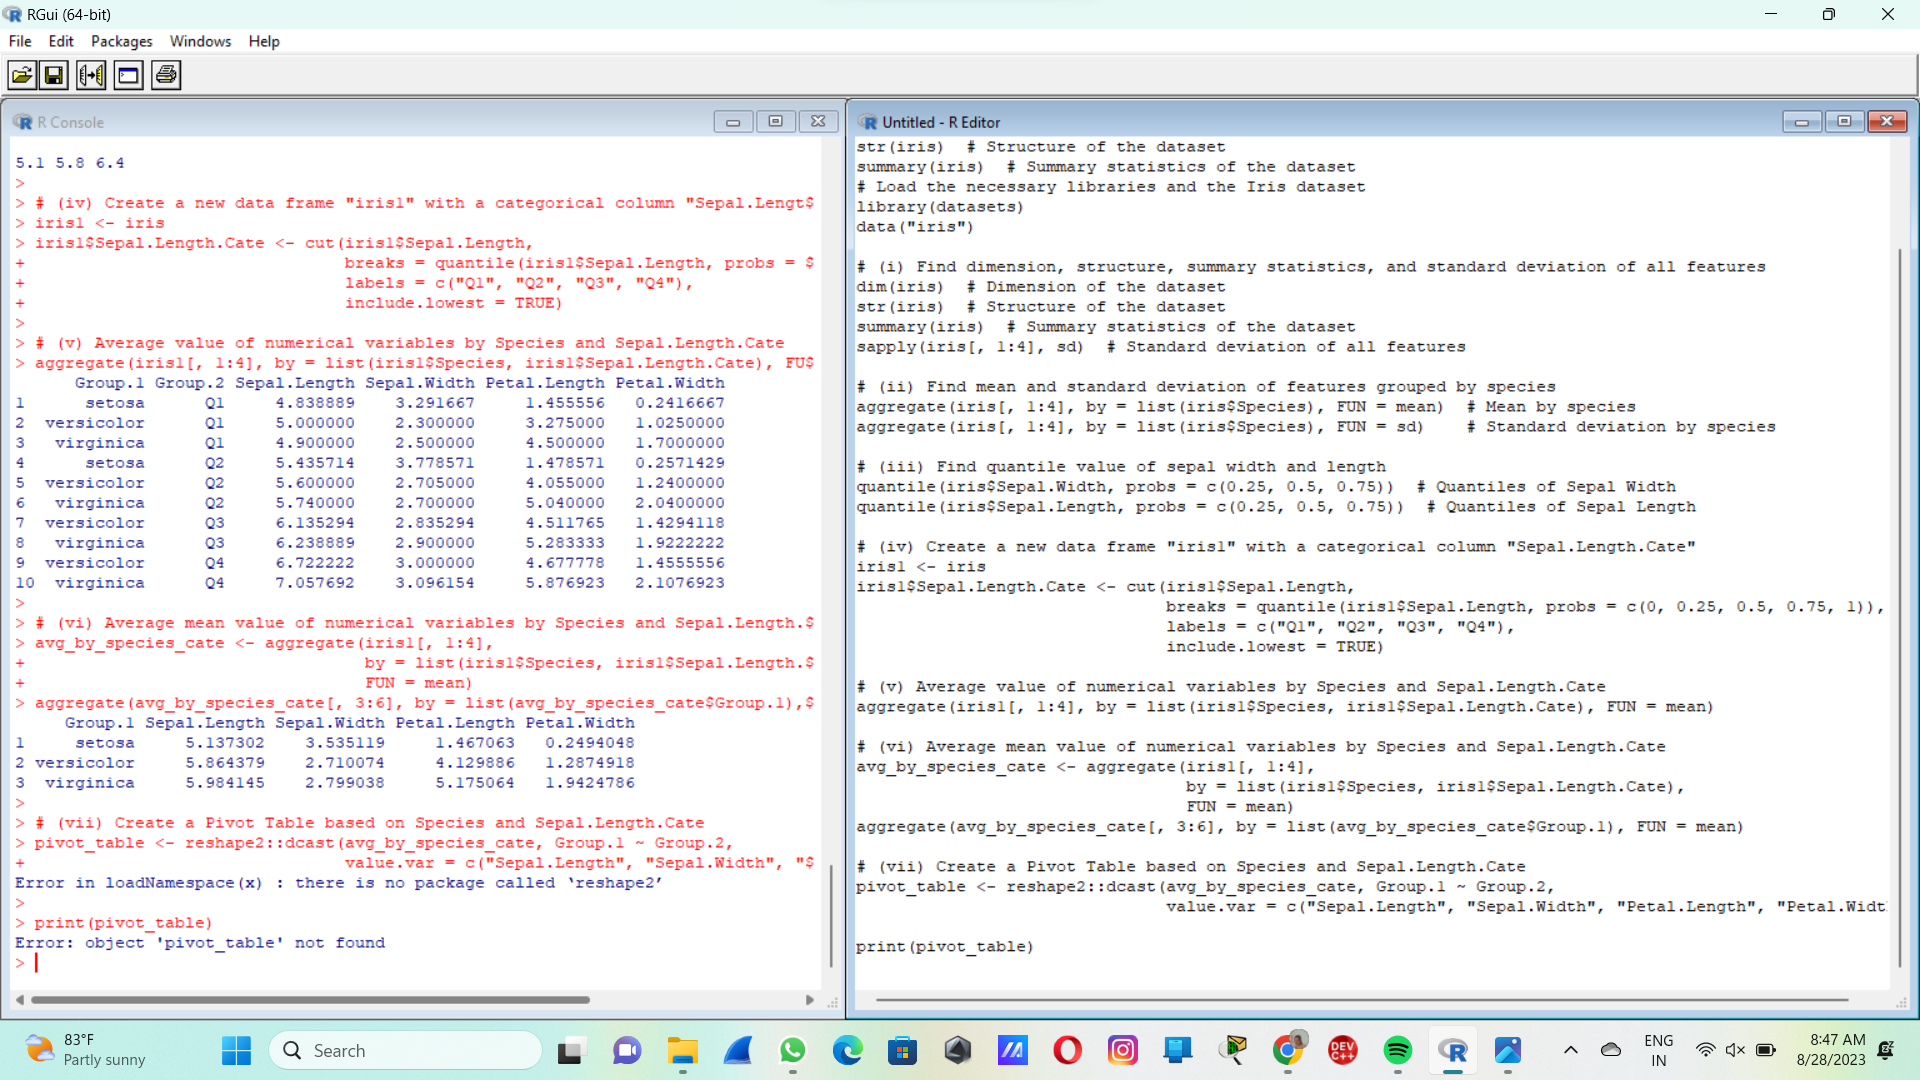 RGui (64-bit)
File Edit Packages Windows Help
R Console
5.1 5.8 6.4
>
> # (iv) Create a new data frame "iris1" with a categorical column "Sepal.Lengt$
> iris1 <- iris
> iris1$Sepal.Length.Cate <- cut(iris1$Sepal.Length,
+                                breaks = quantile(iris1$Sepal.Length, probs = $
+                                labels = c("Q1", "Q2", "Q3", "Q4"),
+                                include.lowest = TRUE)
>
> # (v) Average value of numerical variables by Species and Sepal.Length.Cate
> aggregate(iris1[, 1:4], by = list(iris1$Species, iris1$Sepal.Length.Cate), FU$
      Group.1 Group.2 Sepal.Length Sepal.Width Petal.Length Petal.Width
1      setosa      Q1     4.838889    3.291667     1.455556   0.2416667
2  versicolor      Q1     5.000000    2.300000     3.275000   1.0250000
3   virginica      Q1     4.900000    2.500000     4.500000   1.7000000
4      setosa      Q2     5.435714    3.778571     1.478571   0.2571429
5  versicolor      Q2     5.600000    2.705000     4.055000   1.2400000
6   virginica      Q2     5.740000    2.700000     5.040000   2.0400000
7  versicolor      Q3     6.135294    2.835294     4.511765   1.4294118
8   virginica      Q3     6.238889    2.900000     5.283333   1.9222222
9  versicolor      Q4     6.722222    3.000000     4.677778   1.4555556
10  virginica      Q4     7.057692    3.096154     5.876923   2.1076923
>
> # (vi) Average mean value of numerical variables by Species and Sepal.Length.$
> avg_by_species_cate <- aggregate(iris1[, 1:4],
+                                  by = list(iris1$Species, iris1$Sepal.Length.$
+                                  FUN = mean)
> aggregate(avg_by_species_cate[, 3:6], by = list(avg_by_species_cate$Group.1),$
     Group.1 Sepal.Length Sepal.Width Petal.Length Petal.Width
1     setosa     5.137302    3.535119     1.467063   0.2494048
2 versicolor     5.864379    2.710074     4.129886   1.2874918
3  virginica     5.984145    2.799038     5.175064   1.9424786
>
> # (vii) Create a Pivot Table based on Species and Sepal.Length.Cate
> pivot_table <- reshape2::dcast(avg_by_species_cate, Group.1 ~ Group.2,
+                                value.var = c("Sepal.Length", "Sepal.Width", "$
Error in loadNamespace(x) : there is no package called ‘reshape2’
>
> print(pivot_table)
Error: object 'pivot_table' not found
>
Untitled - R Editor
str(iris)  # Structure of the dataset
summary(iris)  # Summary statistics of the dataset
# Load the necessary libraries and the Iris dataset
library(datasets)
data("iris")
# (i) Find dimension, structure, summary statistics, and standard deviation of all features
dim(iris)  # Dimension of the dataset
str(iris)  # Structure of the dataset
summary(iris)  # Summary statistics of the dataset
sapply(iris[, 1:4], sd)  # Standard deviation of all features
# (ii) Find mean and standard deviation of features grouped by species
aggregate(iris[, 1:4], by = list(iris$Species), FUN = mean)  # Mean by species
aggregate(iris[, 1:4], by = list(iris$Species), FUN = sd)    # Standard deviation by species
# (iii) Find quantile value of sepal width and length
quantile(iris$Sepal.Width, probs = c(0.25, 0.5, 0.75))  # Quantiles of Sepal Width
quantile(iris$Sepal.Length, probs = c(0.25, 0.5, 0.75))  # Quantiles of Sepal Length
# (iv) Create a new data frame "iris1" with a categorical column "Sepal.Length.Cate"
iris1 <- iris
iris1$Sepal.Length.Cate <- cut(iris1$Sepal.Length,
                               breaks = quantile(iris1$Sepal.Length, probs = c(0, 0.25, 0.5, 0.75, 1)),
                               labels = c("Q1", "Q2", "Q3", "Q4"),
                               include.lowest = TRUE)
# (v) Average value of numerical variables by Species and Sepal.Length.Cate
aggregate(iris1[, 1:4], by = list(iris1$Species, iris1$Sepal.Length.Cate), FUN = mean)
# (vi) Average mean value of numerical variables by Species and Sepal.Length.Cate
avg_by_species_cate <- aggregate(iris1[, 1:4],
                                 by = list(iris1$Species, iris1$Sepal.Length.Cate),
                                 FUN = mean)
aggregate(avg_by_species_cate[, 3:6], by = list(avg_by_species_cate$Group.1), FUN = mean)
# (vii) Create a Pivot Table based on Species and Sepal.Length.Cate
pivot_table <- reshape2::dcast(avg_by_species_cate, Group.1 ~ Group.2,
                               value.var = c("Sepal.Length", "Sepal.Width", "Petal.Length", "Petal.Widt
print(pivot_table)
83°F
Partly sunny
Search
DEV
C++
ENG
IN
8:47 AM
8/28/2023